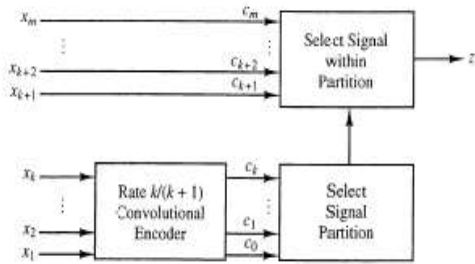 x_m c_m
⋮ ⋮
x_{k+2} c_{k+2}
x_{k+1} c_{k+1}
Select Signal
within
Partition
z
x_k c_k
⋮ ⋮
x_2 c_1
x_1 c_0
Rate k/(k + 1)
Convolutional
Encoder
Select
Signal
Partition